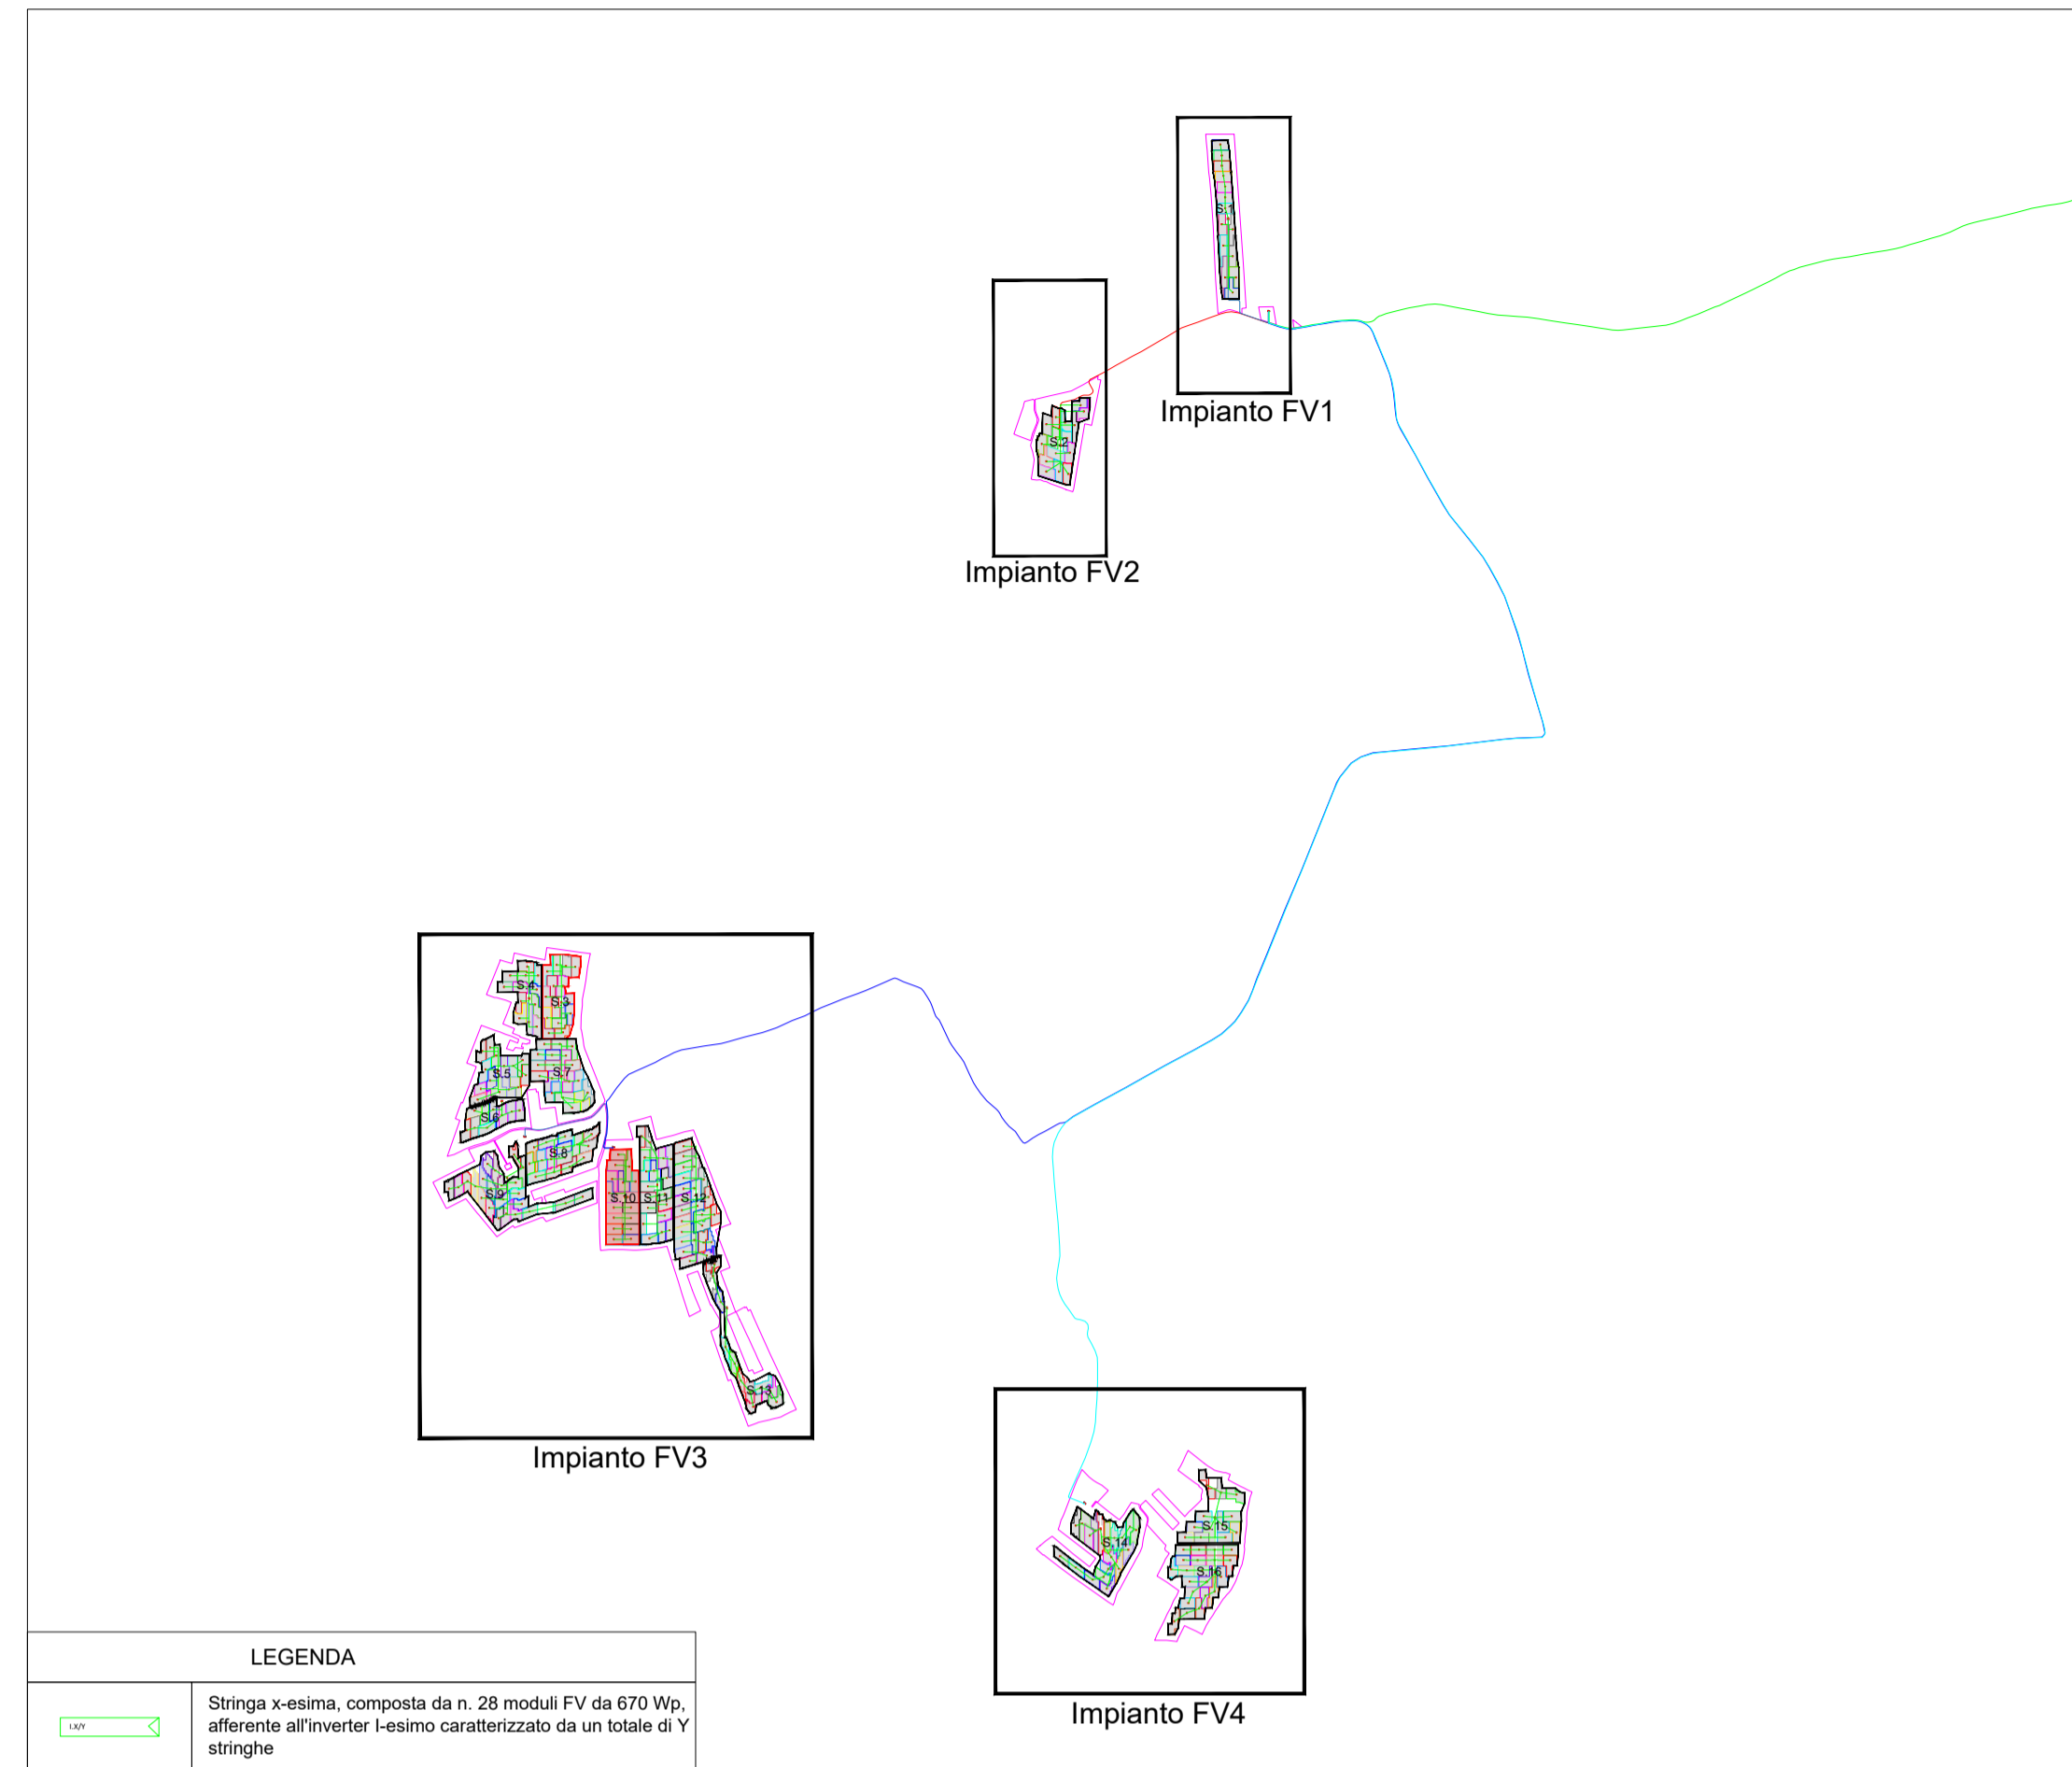 S.1
Impianto FV1
S.2
Impianto FV2
S.4
S.3
S.5
S.7
S.6
S.8
S.9
S.10
S.11
S.12
S.13
Impianto FV3
S.14
S.15
S.16
Impianto FV4
LEGENDA
I.X/Y
Stringa x-esima, composta da n. 28 moduli FV da 670 Wp,
afferente all'inverter I-esimo caratterizzato da un totale di Y
stringhe